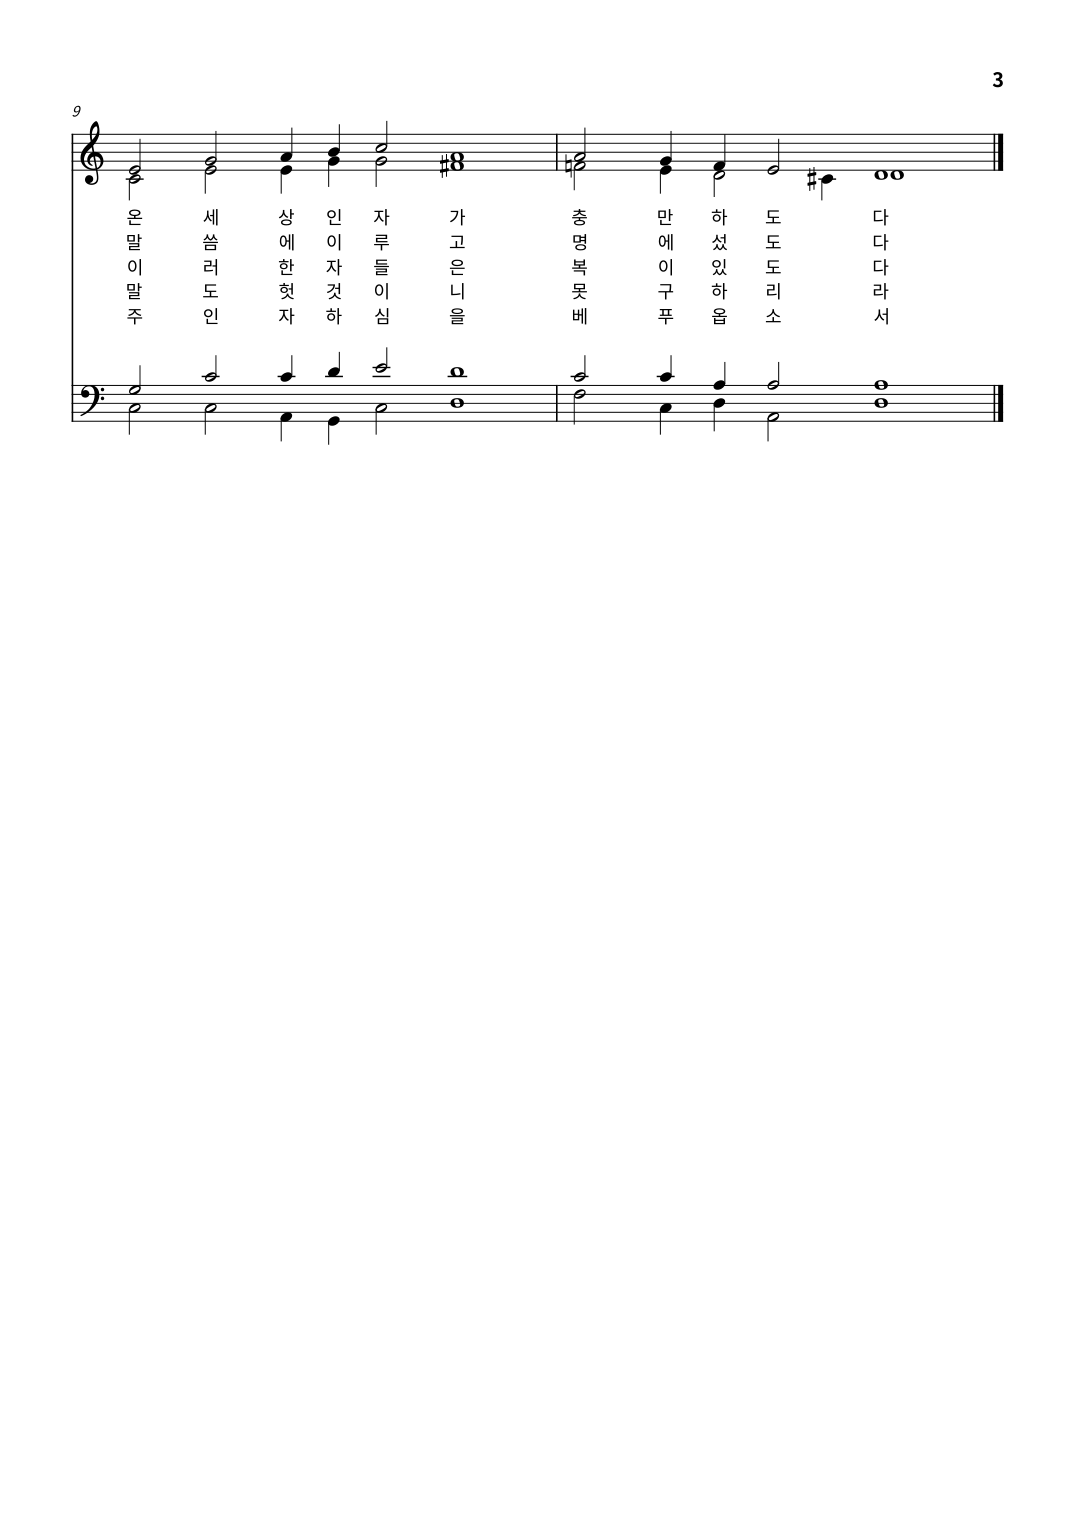 3
9
온 세 상 인 자 가 충 만 하 도 다
말 씀 에 이 루 고 명 에 섰 도 다
이 러 한 자 들 은 복 이 있 도 다
말 도 헛 것 이 니 못 구 하 리 라
주 인 자 하 심 을 베 푸 옵 소 서